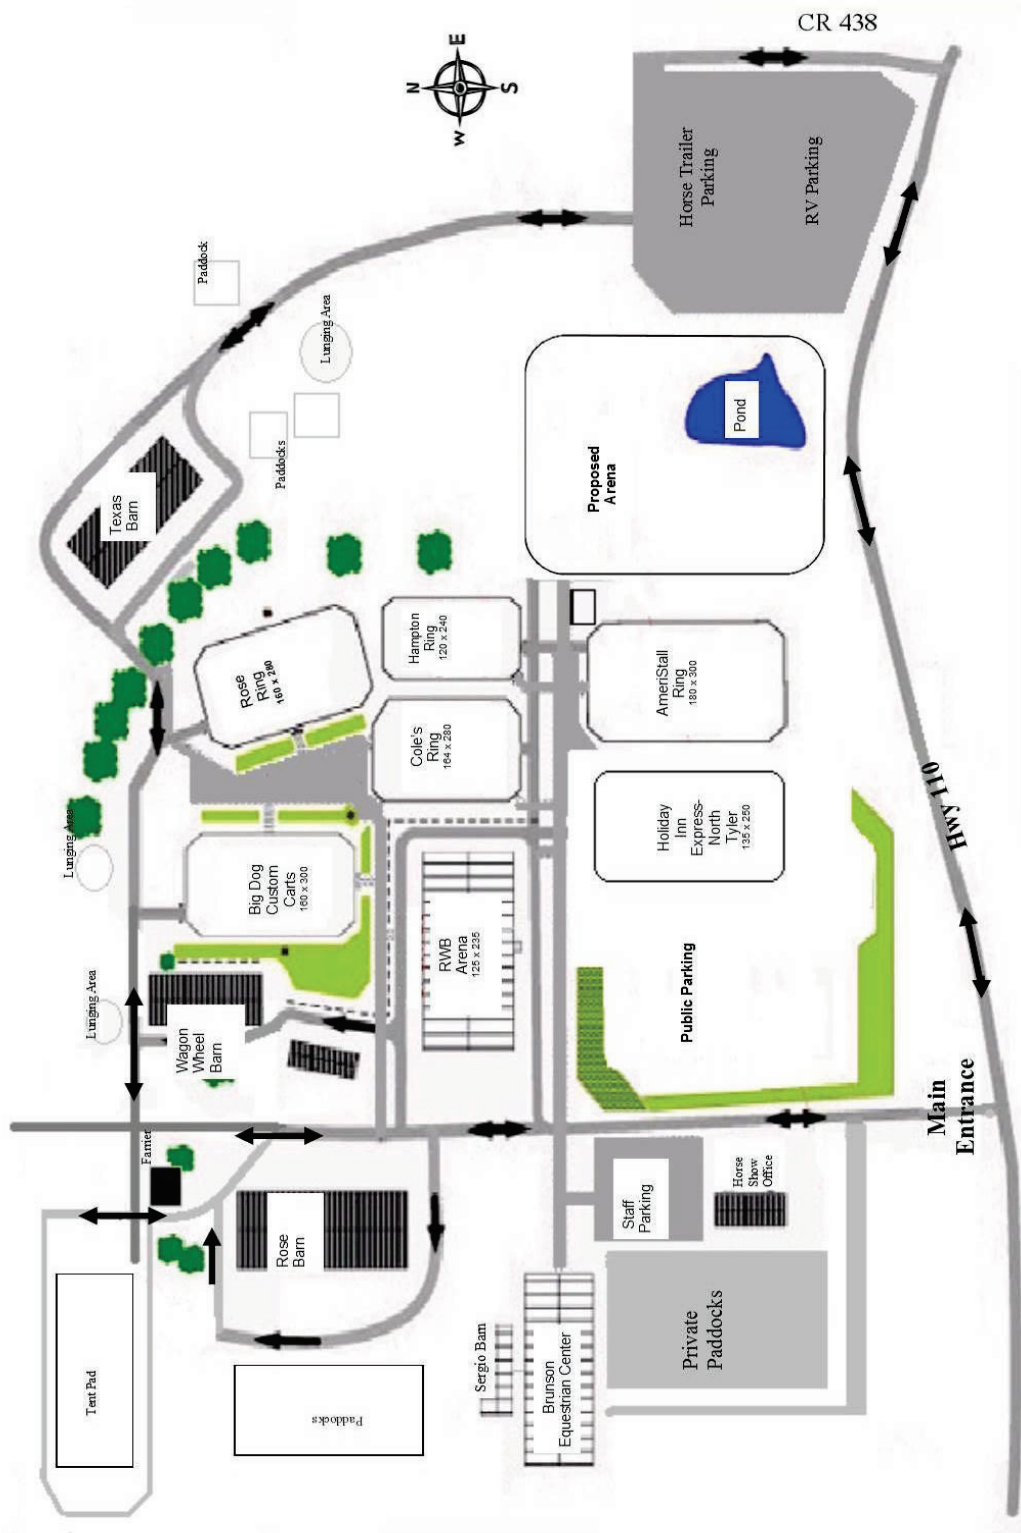 CR 438
E
N
S
W
Horse Trailer
Parking
RV Parking
Paddock
Lunging Area
Paddocks
Texas
Barn
Pond
Proposed
Arena
Rose
Ring
160 x 280
Hampton
Ring
120 x 240
Cole's
Ring
164 x 280
AmeriStall
Ring
180 x 300
Holiday
Inn
Express-
North
Tyler
135 x 250
Hwy 110
Lunging Area
Big Dog
Custom
Carts
160 x 300
RWB
Arena
125 x 235
Public Parking
Lunging Area
Wagon
Wheel
Barn
Main
Entrance
Farrier
Rose
Barn
Staff
Parking
Horse
Show
Office
Tent Pad
Paddocks
Sergio Barn
Brunson
Equestrian Center
Private
Paddocks